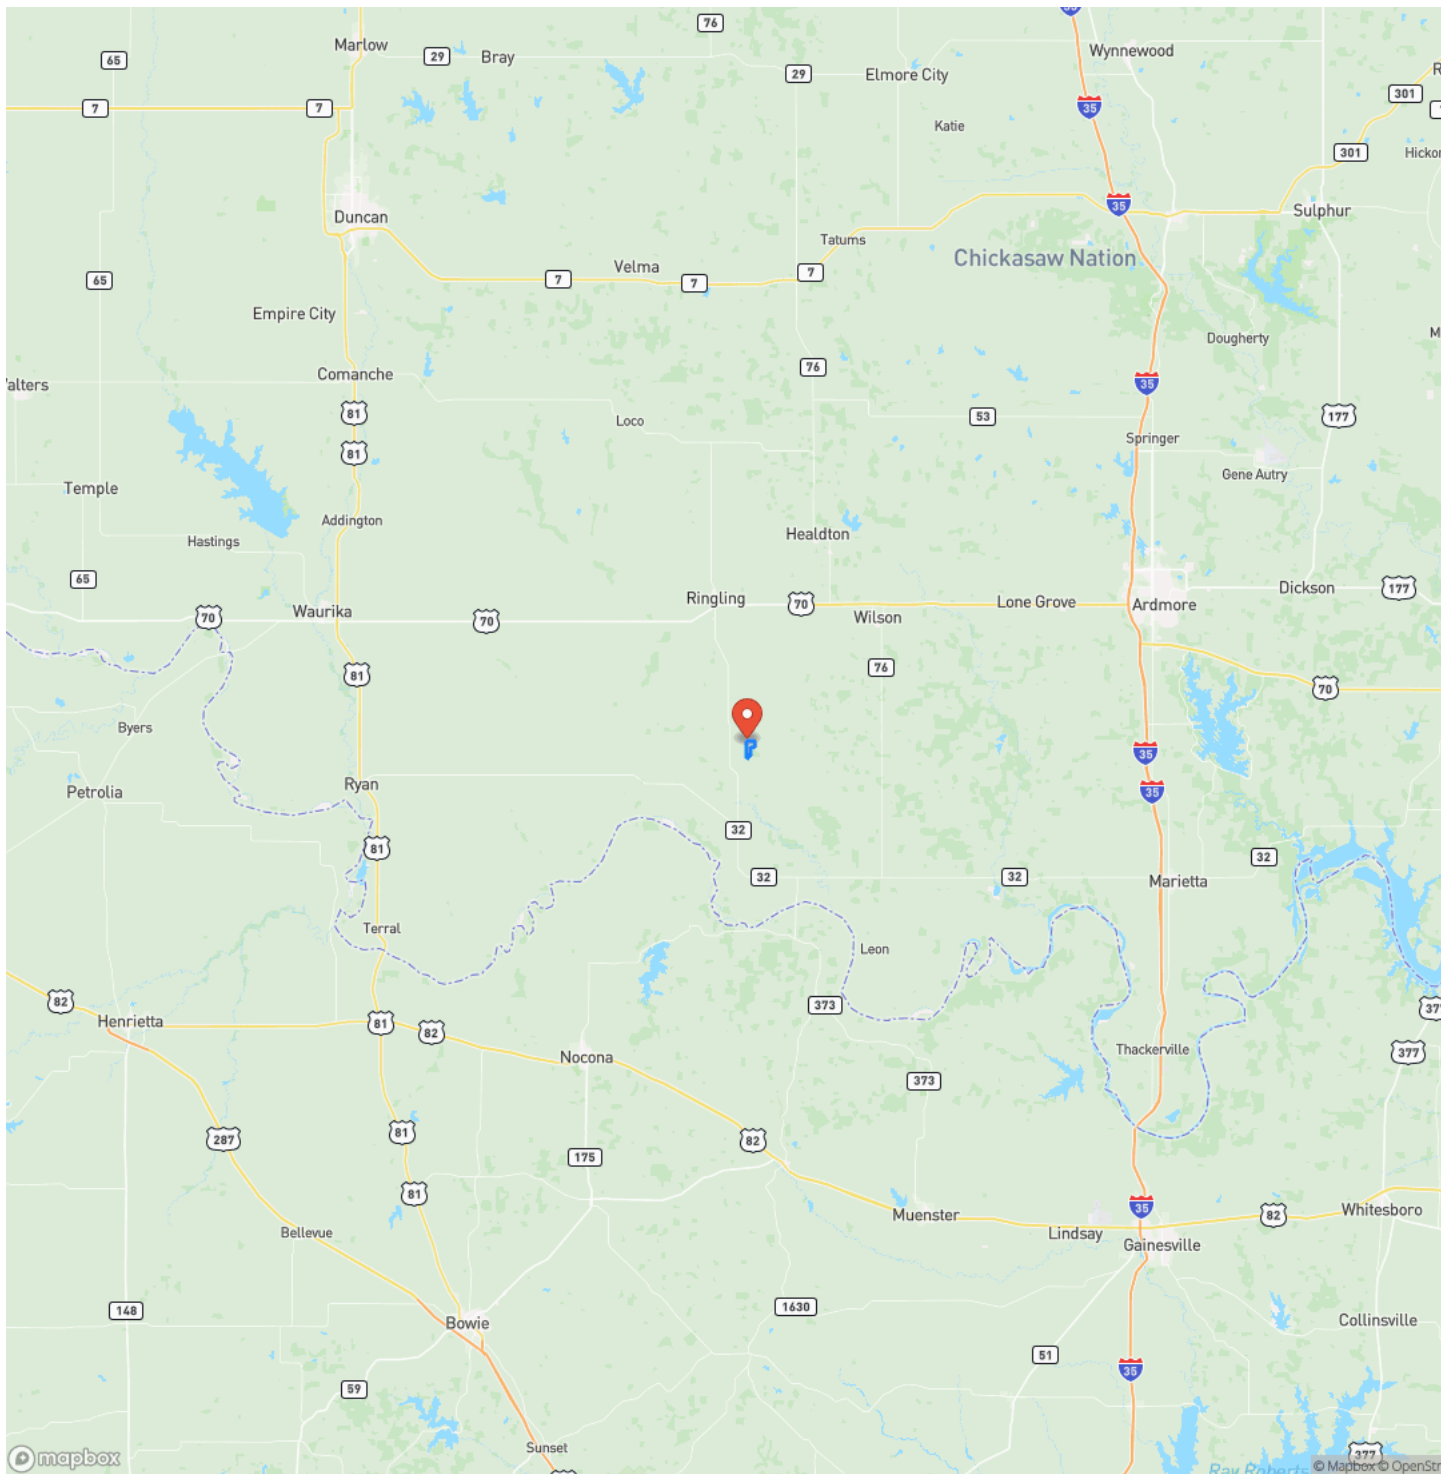 35
76
Marlow
Bray
29
Wynnewood
65
29
Elmore City
R
301
7
7
35
Katie
301
Hickor
35
Sulphur
Duncan
Tatums
Chickasaw Nation
Velma
7
65
7
7
Empire City
Dougherty
M
76
Comanche
alters
35
81
53
177
Loco
Springer
81
Gene Autry
Temple
Addington
Healdton
Hastings
65
Dickson
177
Ringling
70
Lone Grove
Ardmore
Waurika
70
70
Wilson
76
81
70
Byers
35
Ryan
Petrolia
35
32
81
32
32
32
Marietta
Terral
Leon
82
373
377
Henrietta
81
82
Thackerville
377
Nocona
373
81
287
82
175
81
35
Whitesboro
Muenster
82
Bellevue
Lindsay
Gainesville
148
1630
Collinsville
Bowie
51
35
59
Sunset
377
mapbox
Ray Roberts
© Mapbox © OpenStr